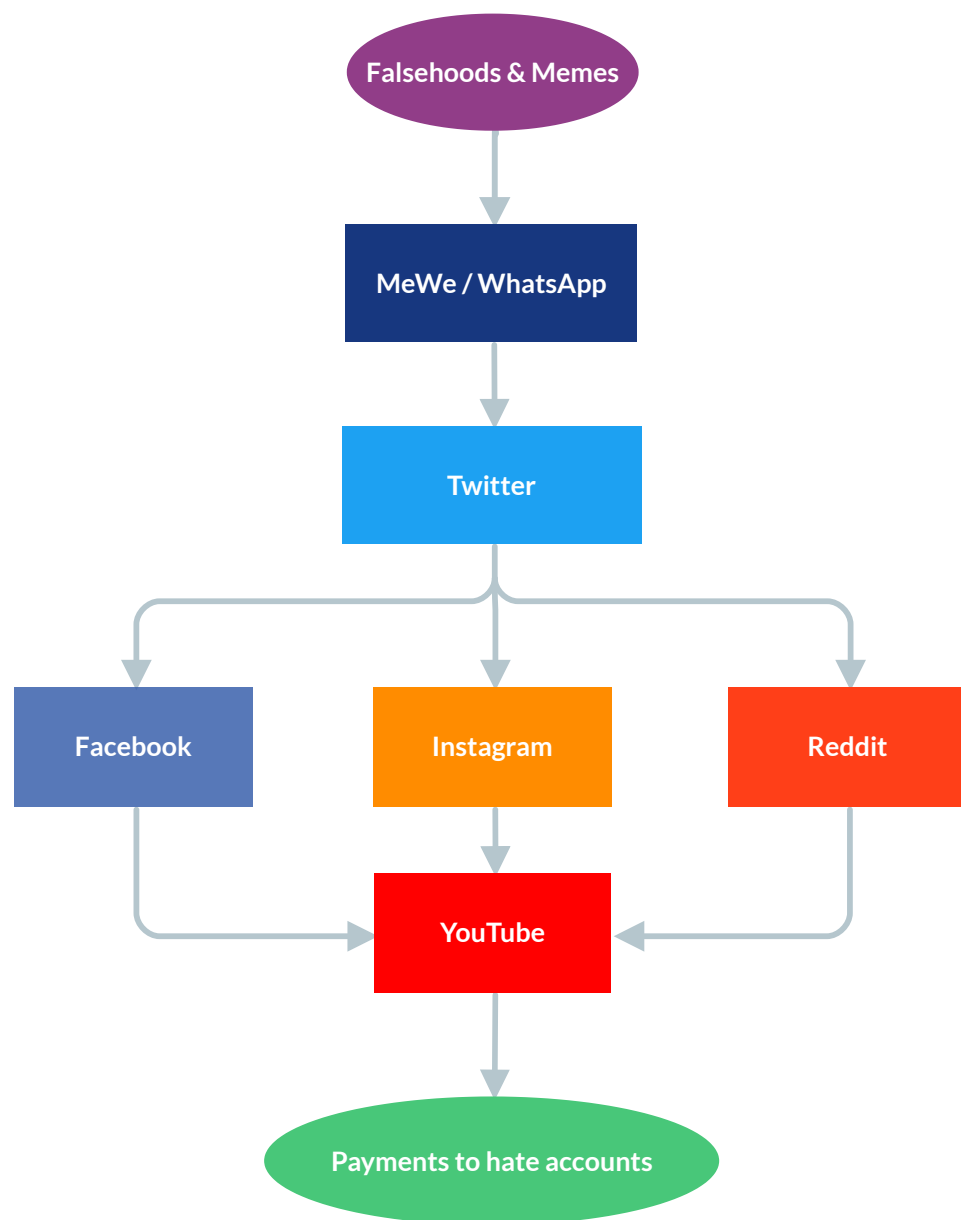 Falsehoods & Memes
MeWe / WhatsApp
Twitter
Facebook
Instagram
Reddit
YouTube
Payments to hate accounts